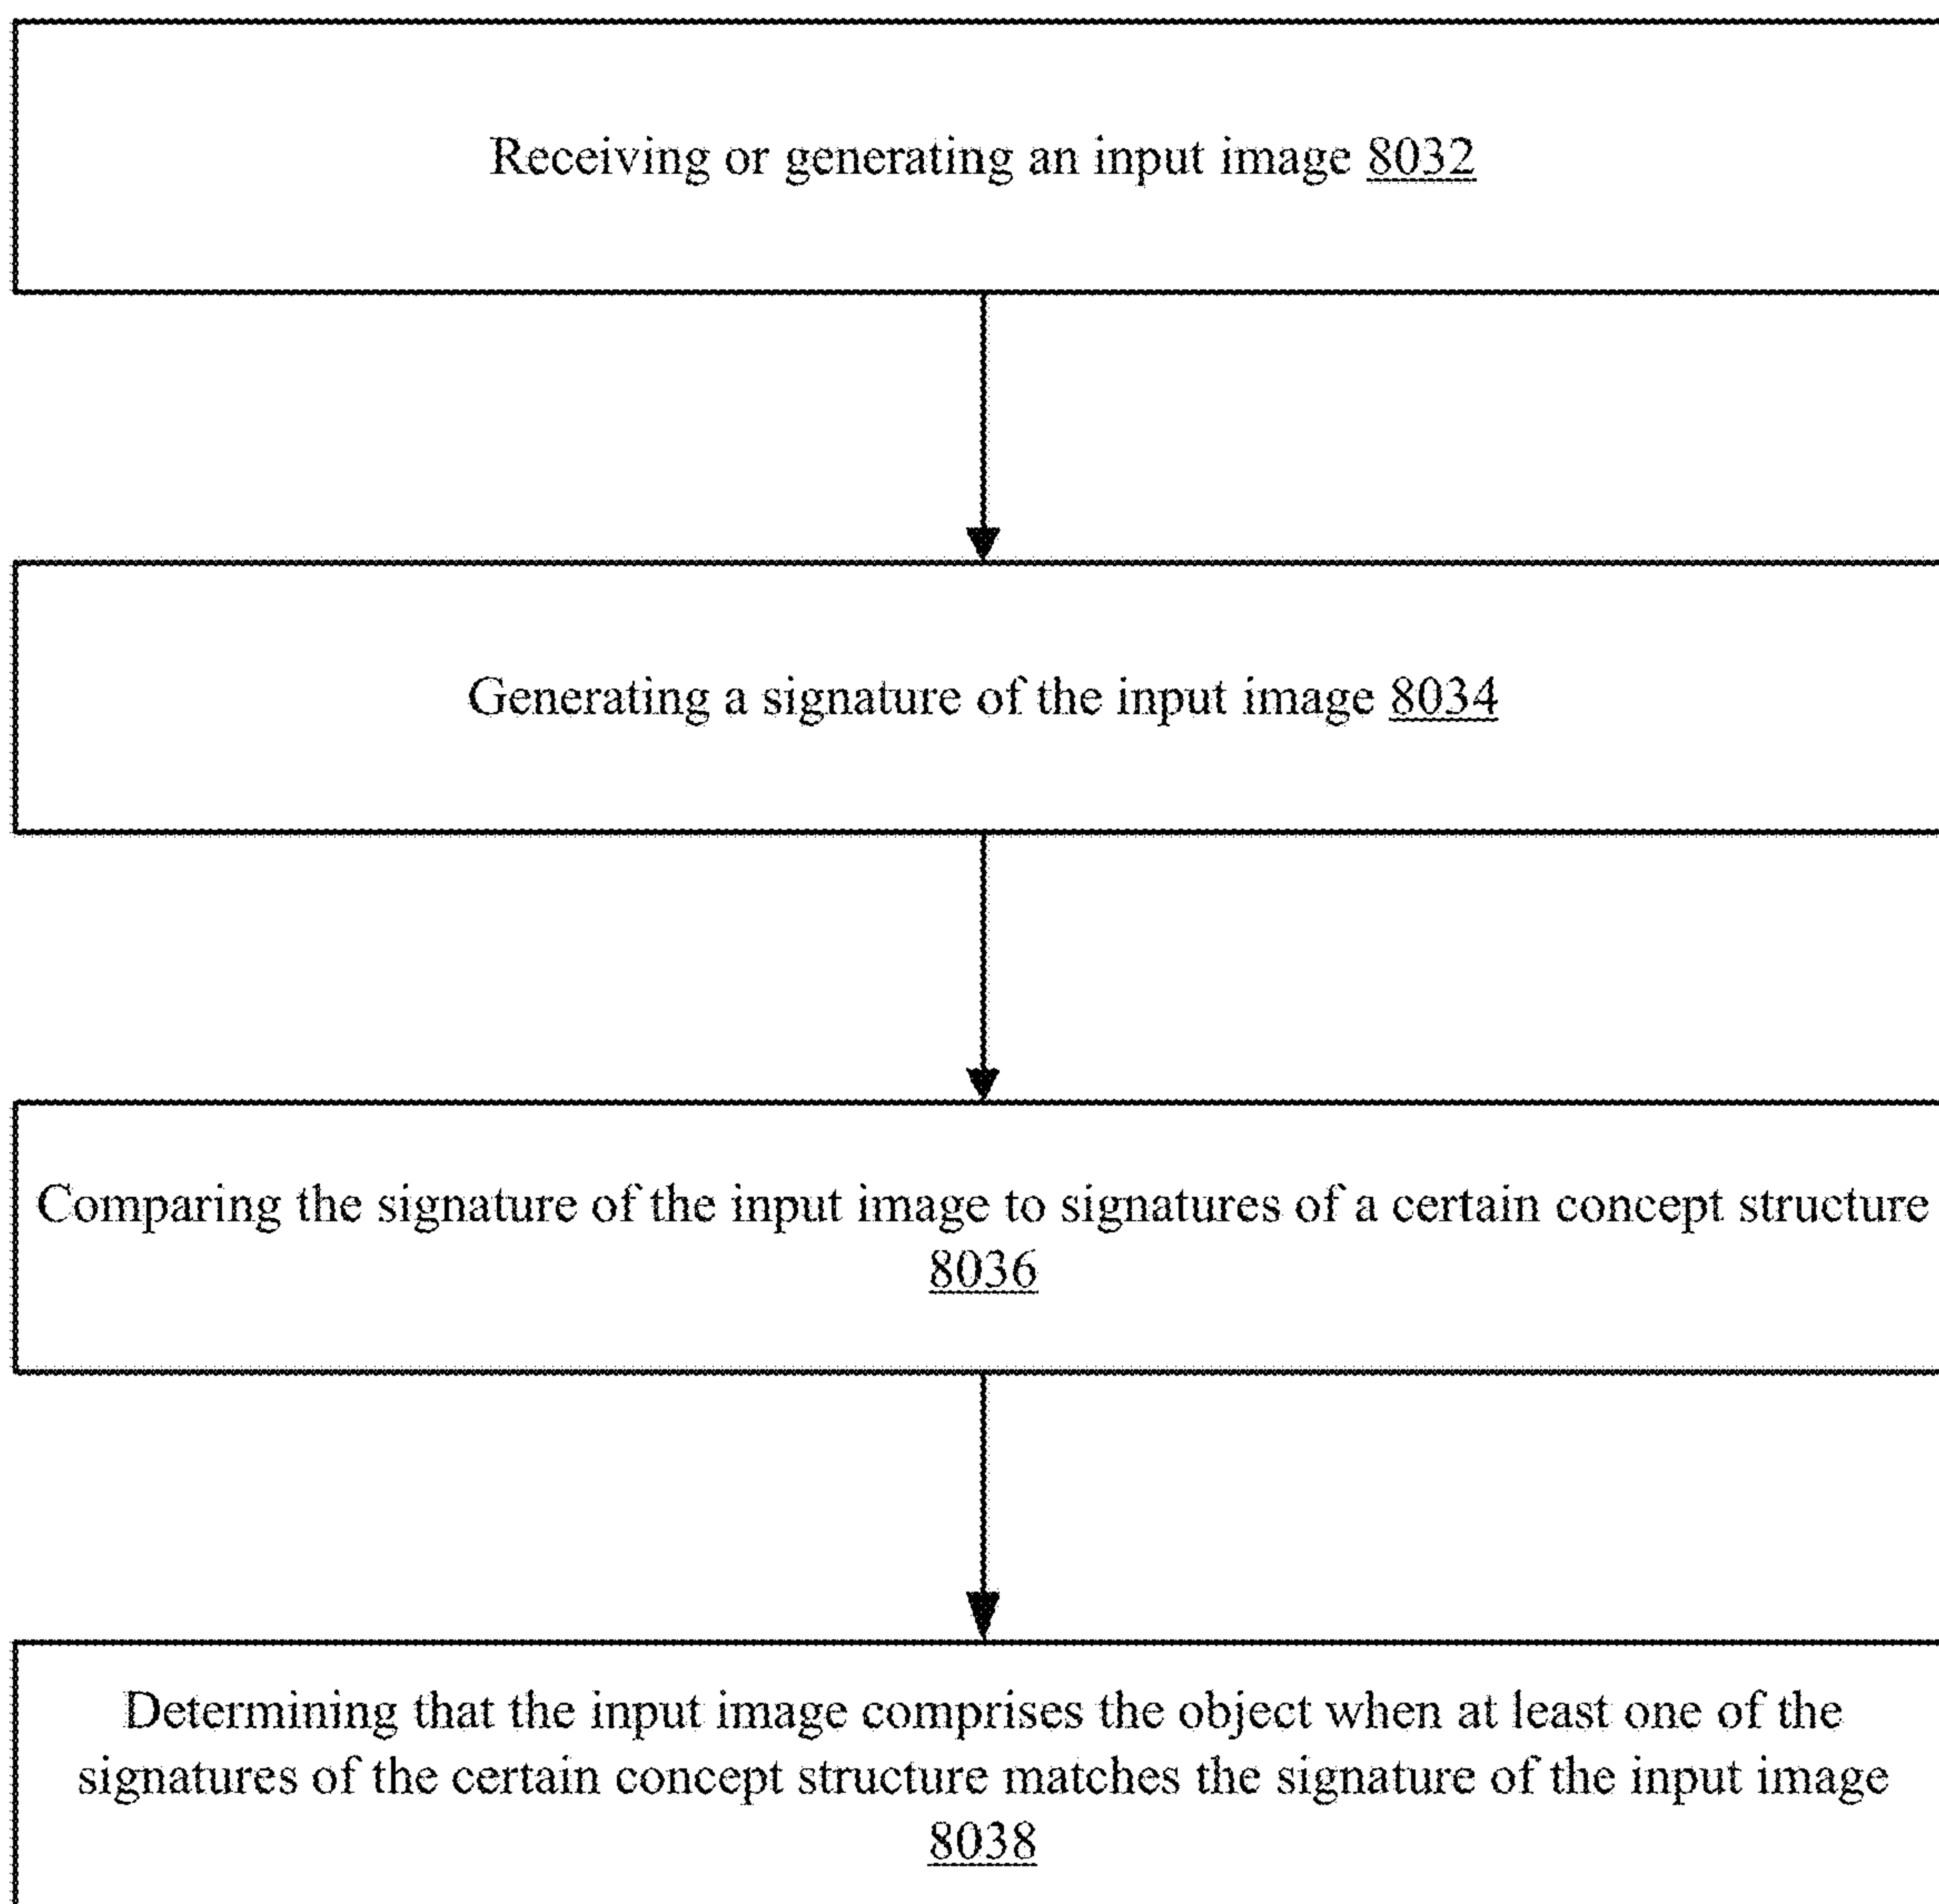 Receiving or generating an input image 8032
Generating a signature of the input image 8034
Comparing the signature of the input image to signatures of a certain concept structure
8036
Determining that the input image comprises the object when at least one of the
signatures of the certain concept structure matches the signature of the input image
8038